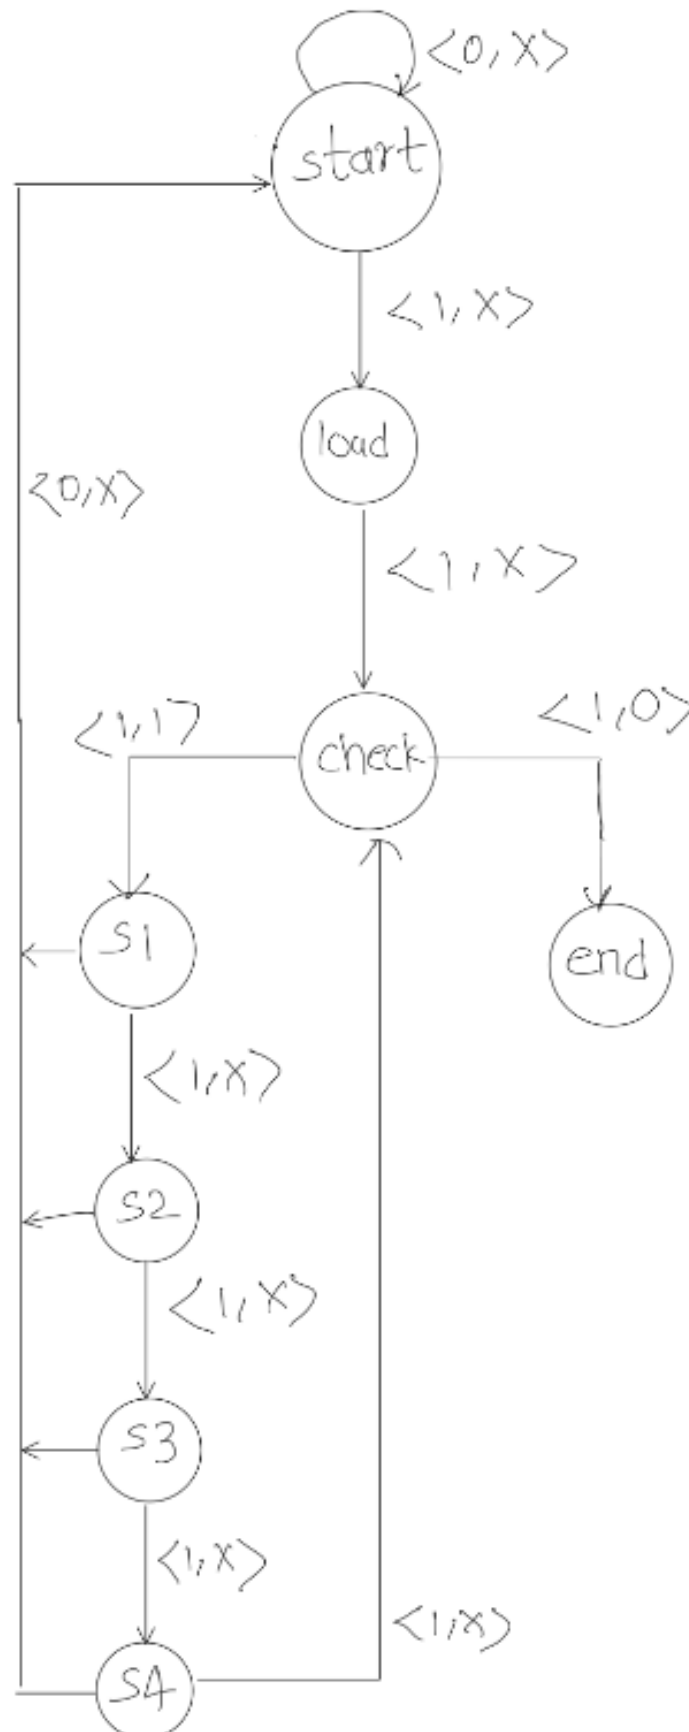 <0,X>
start
<1,X>
load
<0,X>
<1,X>
<1,1>
check
<1,0>
S1
end
<1,X>
S2
<1,X>
S3
<1,X>
<1,X>
S4